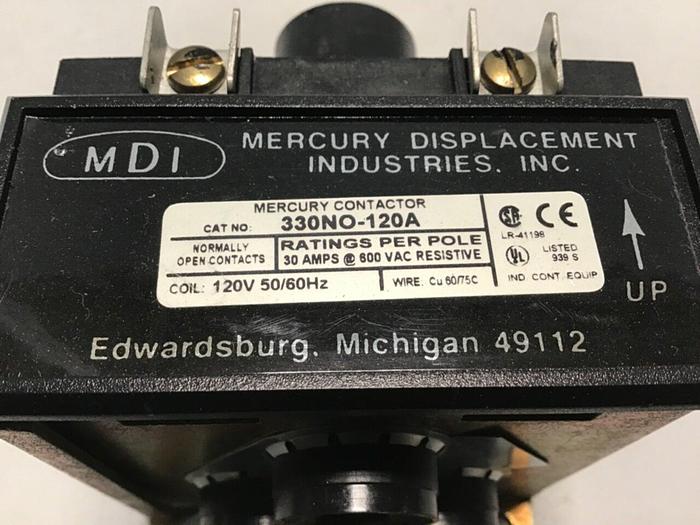 MDI
MERCURY DISPLACEMENT
INDUSTRIES, INC.
MERCURY CONTACTOR
CAT NO: 330NO-120A
NORMALLY
OPEN CONTACTS
RATINGS PER POLE
30 AMPS @ 600 VAC RESISTIVE
COIL: 120V 50/60Hz
WIRE: Cu 60/75C
SA CE
LR-41198
UL LISTED
939 S
IND. CONT. EQUIP
UP
Edwardsburg, Michigan 49112